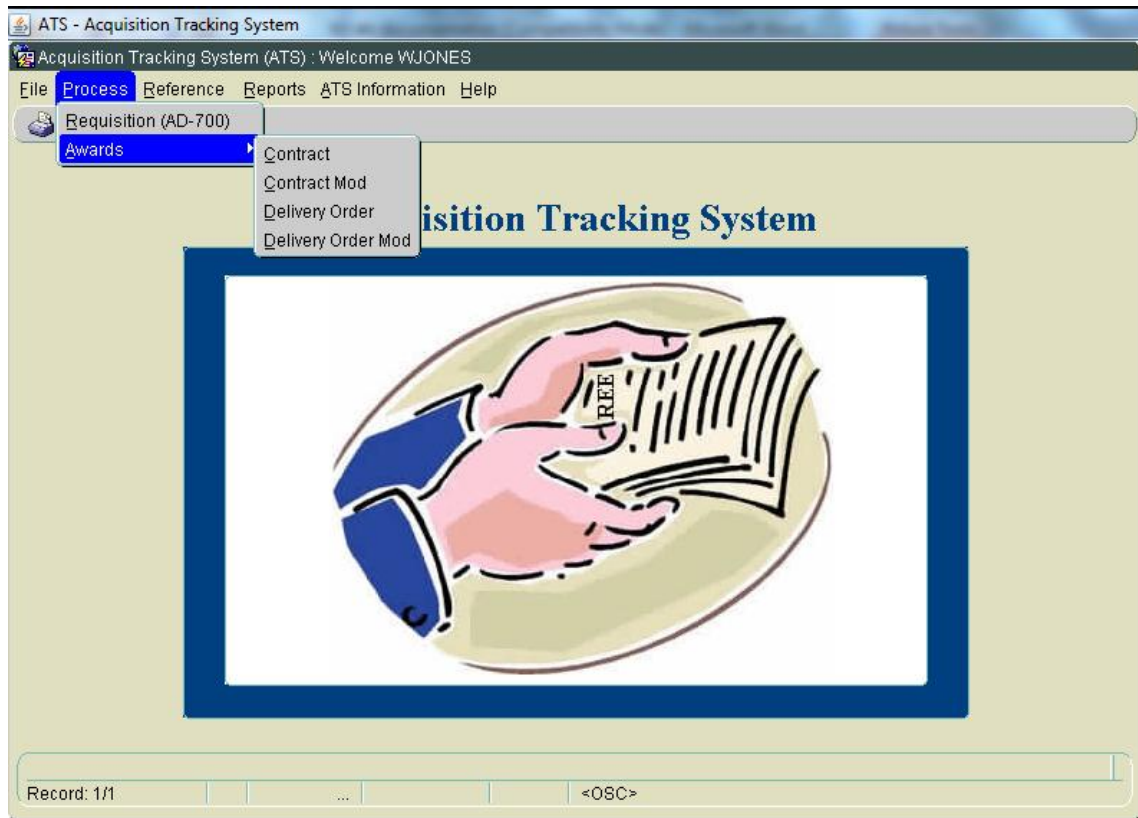 ATS - Acquisition Tracking System
Acquisition Tracking System (ATS) : Welcome WJONES
File Process Reference Reports ATS Information Help
Requisition (AD-700)
Awards
Contract
Contract Mod
Delivery Order
Delivery Order Mod
isition Tracking System
REE
Record: 1/1 ... <OSC>